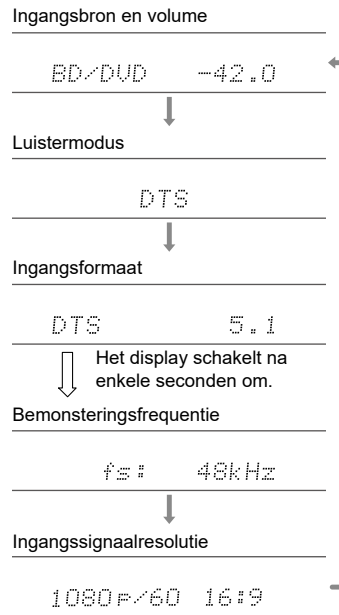 Ingangsbron en volume
BD/DVD -42.0
Luistermodus
DTS
Ingangsformaat
DTS 5.1
Het display schakelt na
enkele seconden om.
Bemonsteringsfrequentie
fs: 48kHz
Ingangssignaalresolutie
1080p/60 16:9